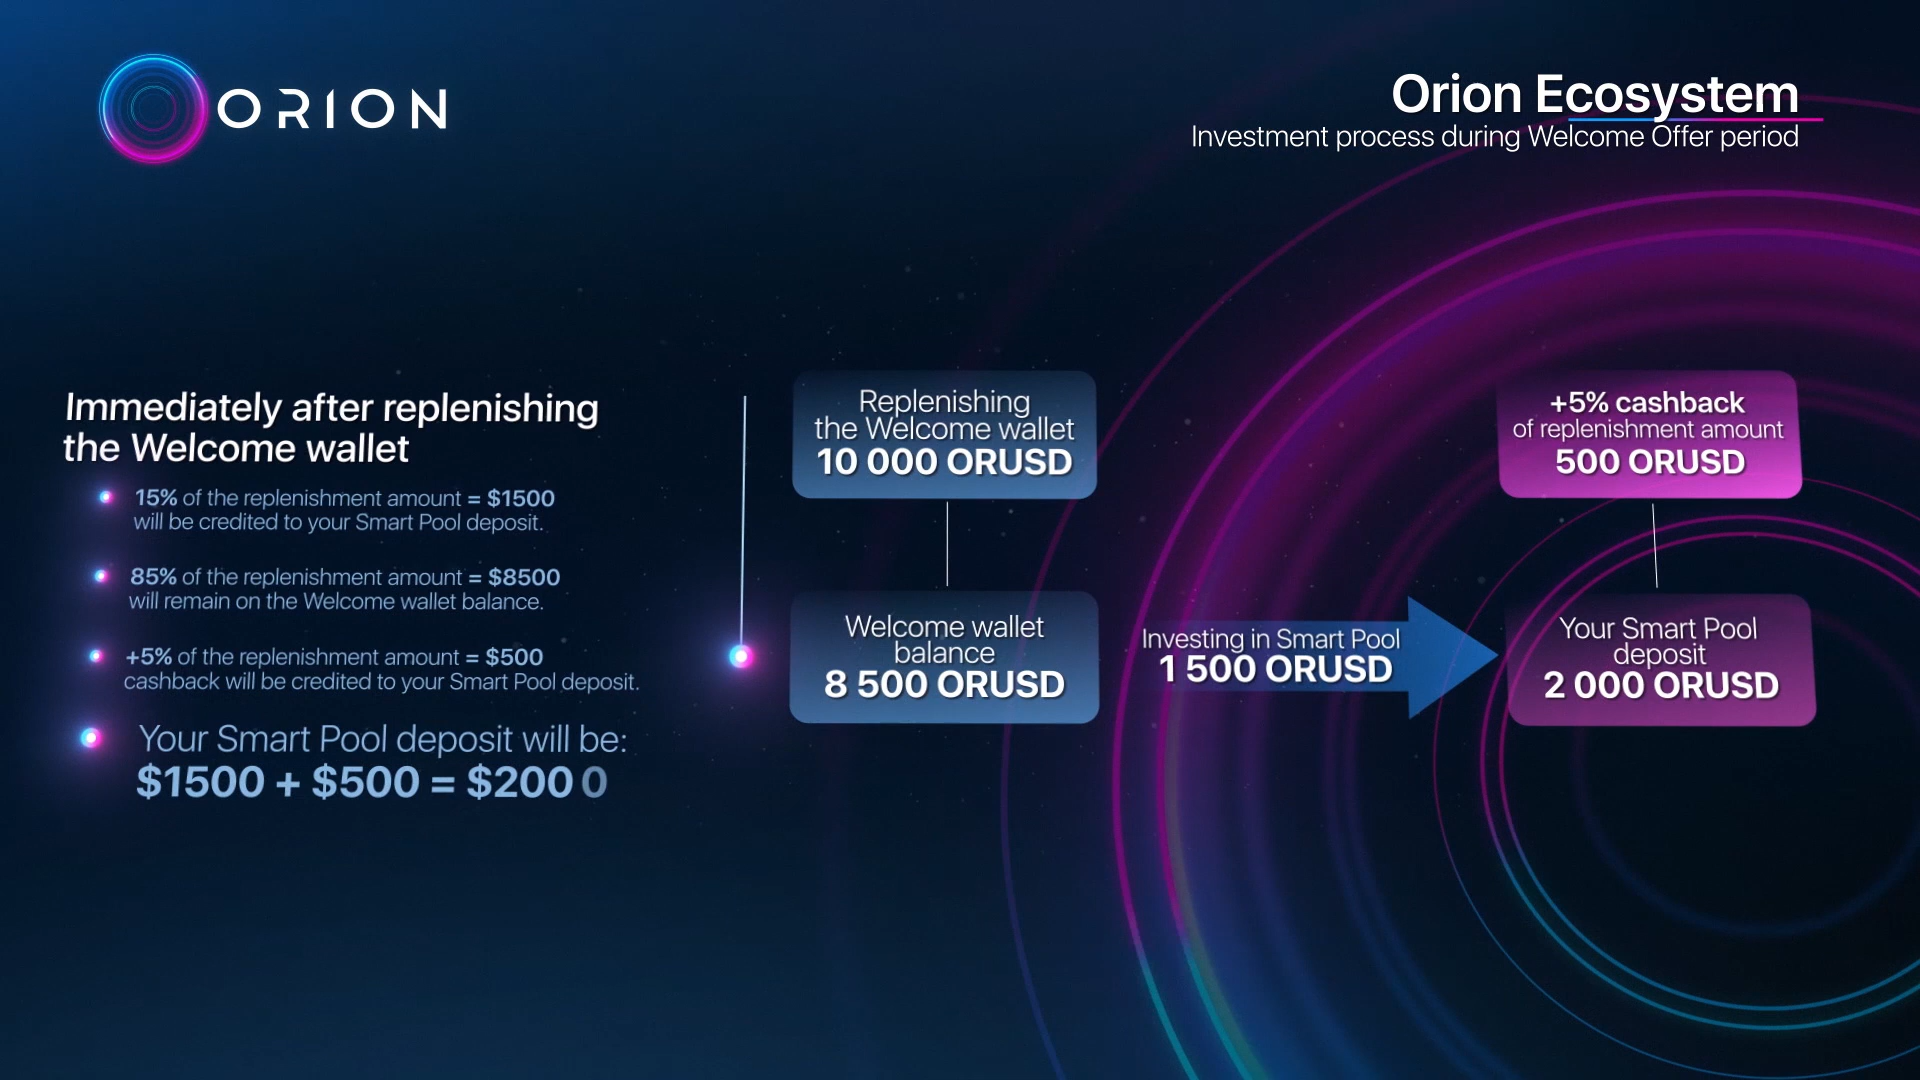 ORION
Orion Ecosystem
Investment process during Welcome Offer period
Immediately after replenishing
the Welcome wallet
15% of the replenishment amount = $1500
will be credited to your Smart Pool deposit.
85% of the replenishment amount = $8500
will remain on the Welcome wallet balance.
+5% of the replenishment amount = $500
cashback will be credited to your Smart Pool deposit.
Your Smart Pool deposit will be:
$1500 + $500 = $2000
Replenishing
the Welcome wallet
10 000 ORUSD
Welcome wallet
balance
8 500 ORUSD
Investing in Smart Pool
1 500 ORUSD
+5% cashback
of replenishment amount
500 ORUSD
Your Smart Pool
deposit
2 000 ORUSD